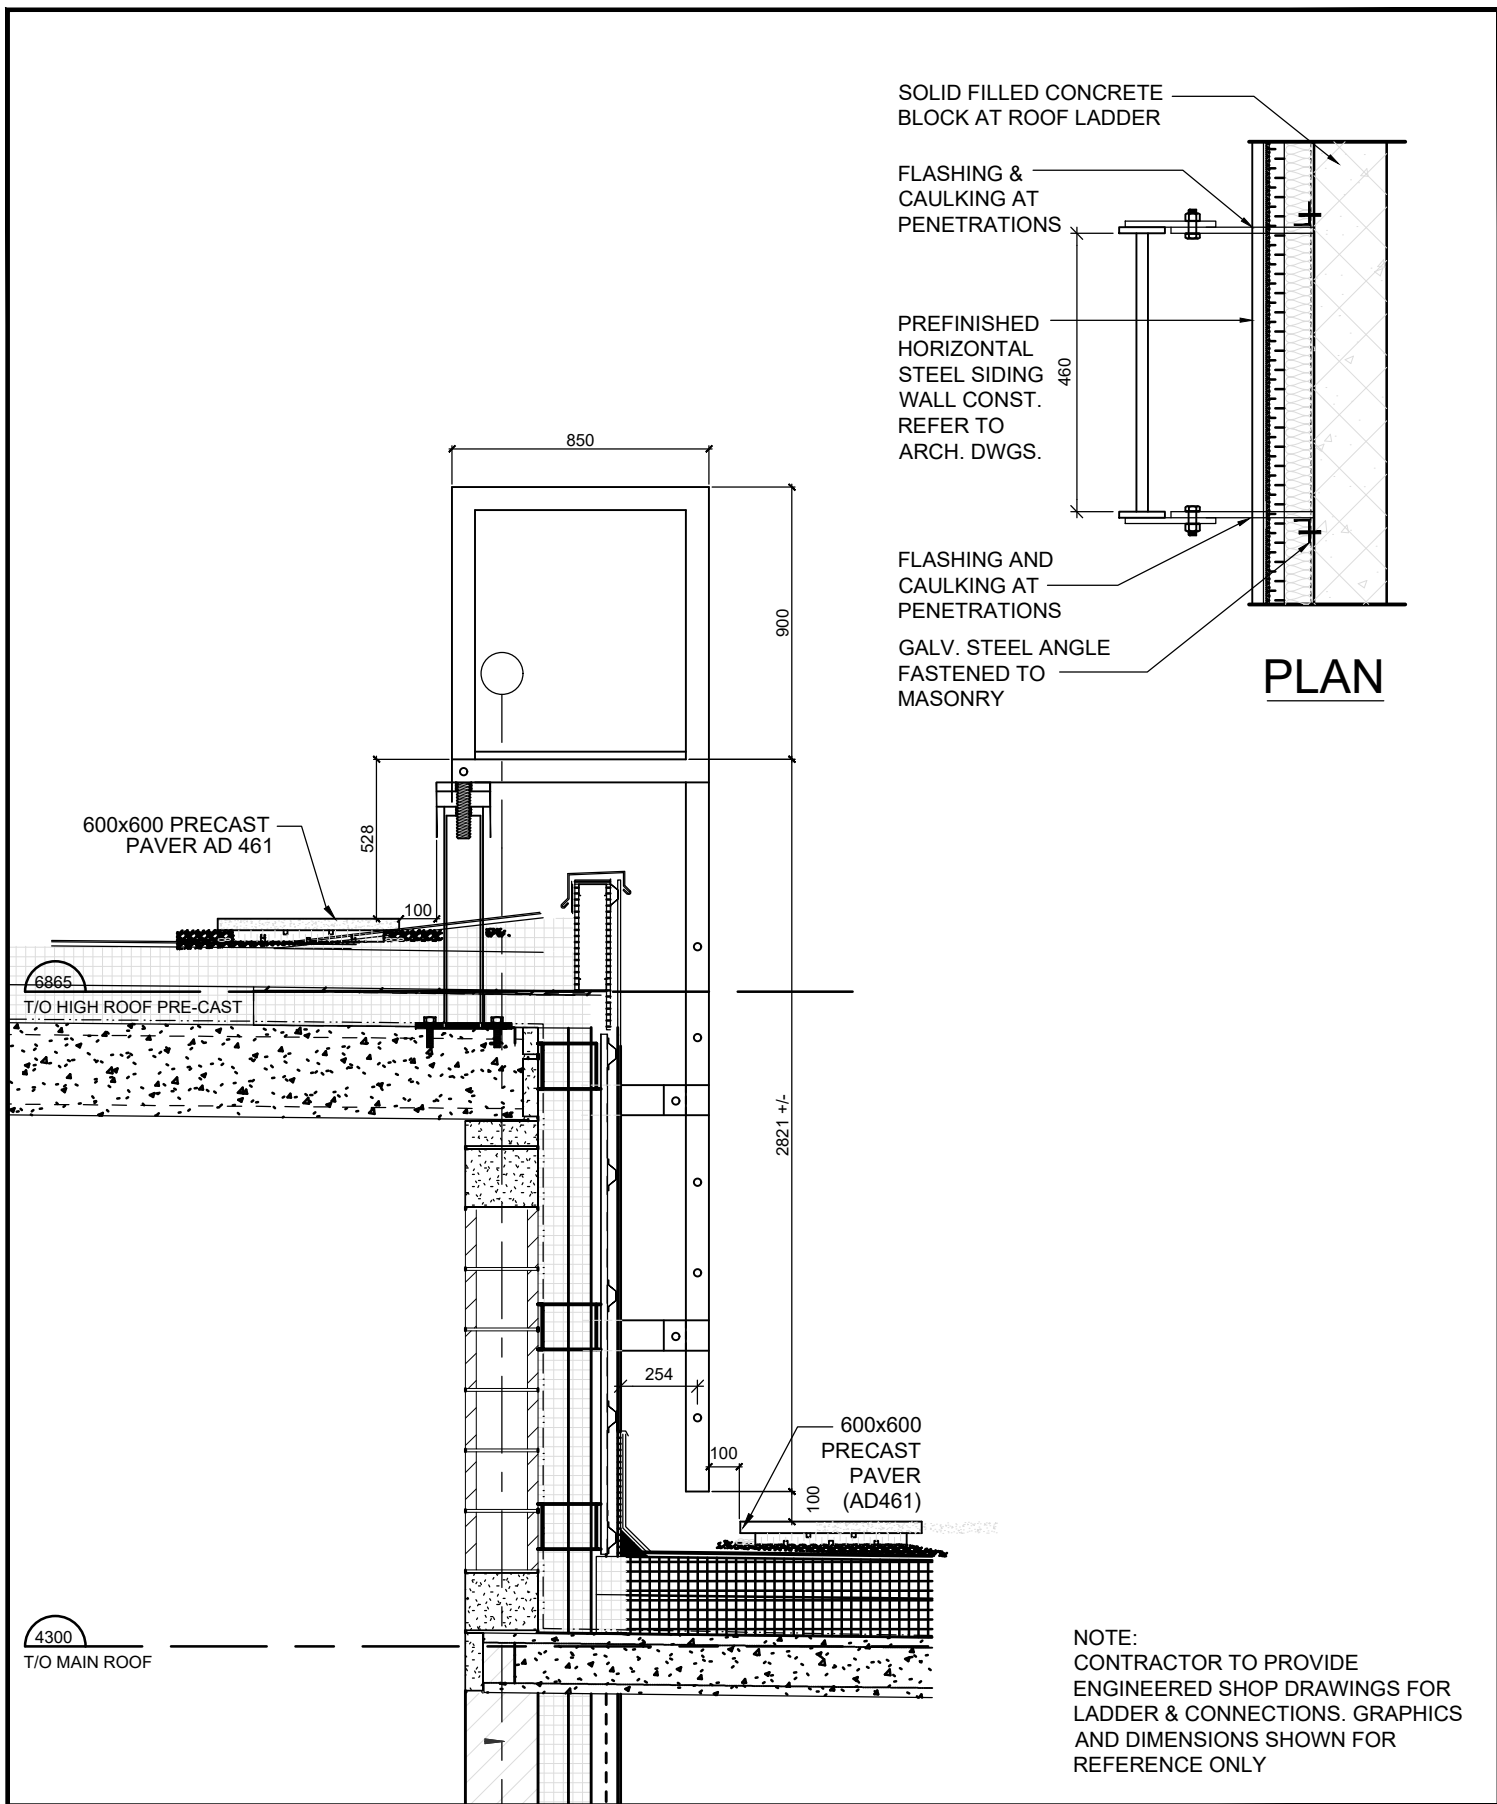 SOLID FILLED CONCRETE
BLOCK AT ROOF LADDER
FLASHING &
CAULKING AT
PENETRATIONS
PREFINISHED
HORIZONTAL
STEEL SIDING
WALL CONST.
REFER TO
ARCH. DWGS.
460
FLASHING AND
CAULKING AT
PENETRATIONS
GALV. STEEL ANGLE
FASTENED TO
MASONRY
PLAN
850
900
528
600x600 PRECAST
PAVER AD 461
100
6865
T/O HIGH ROOF PRE-CAST
2821 +/-
254
100
100
600x600
PRECAST
PAVER
(AD461)
4300
T/O MAIN ROOF
NOTE:
CONTRACTOR TO PROVIDE
ENGINEERED SHOP DRAWINGS FOR
LADDER & CONNECTIONS. GRAPHICS
AND DIMENSIONS SHOWN FOR
REFERENCE ONLY